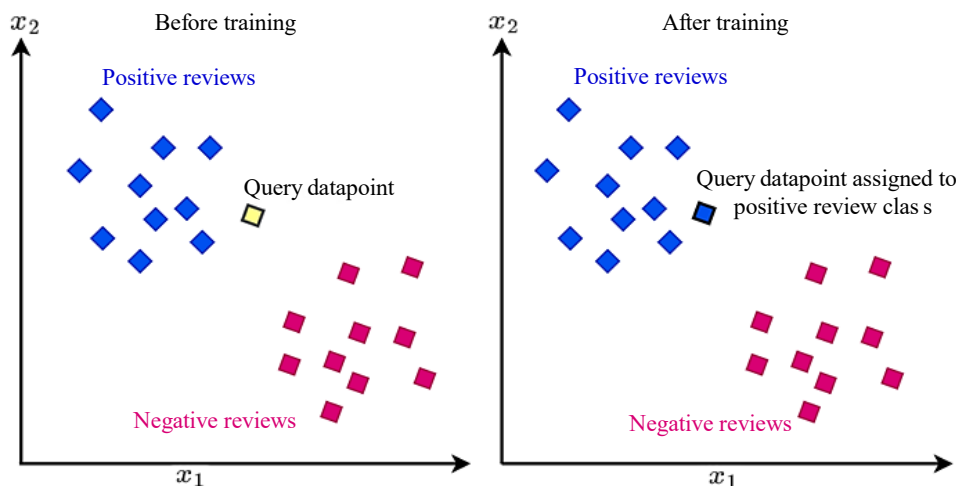 x₂
Before training
Positive reviews
Query datapoint
Negative reviews
x₁
x₂
After training
Positive reviews
Query datapoint assigned to
positive review clas s
Negative reviews
x₁